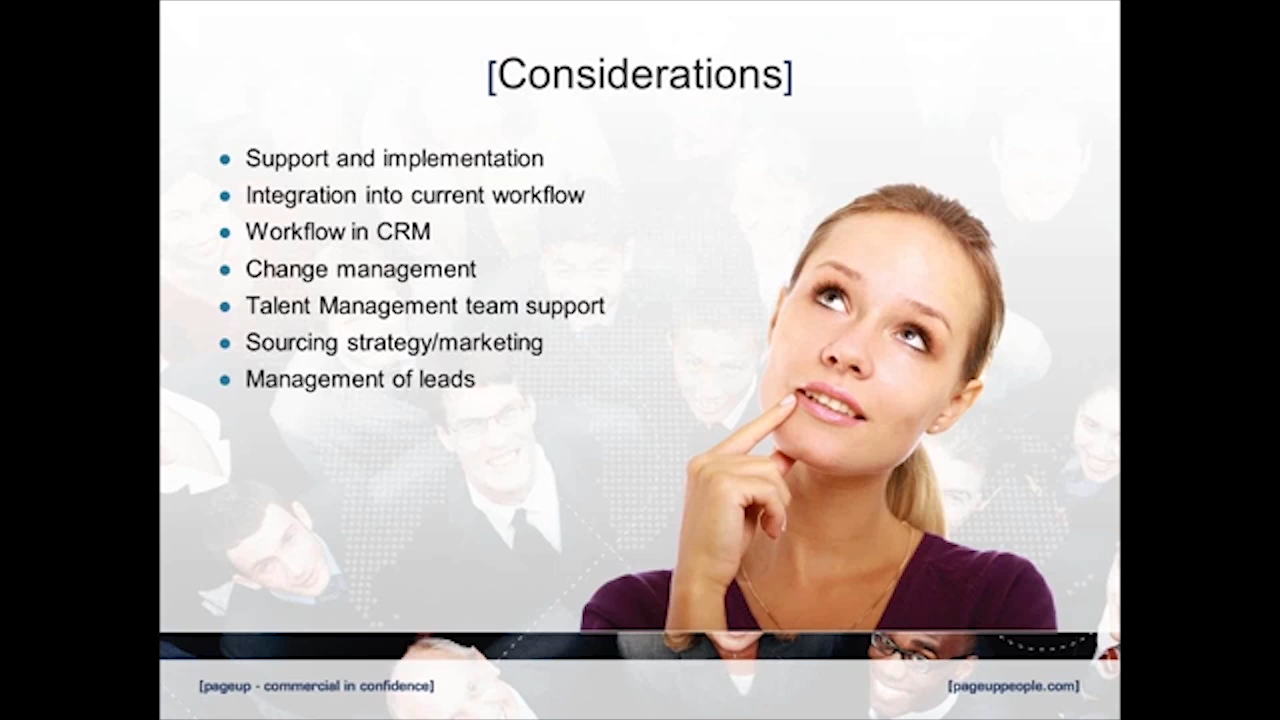 [Considerations]
Support and implementation
Integration into current workflow
Workflow in CRM
Change management
Talent Management team support
Sourcing strategy/marketing
Management of leads
[pageup - commercial in confidence]
[pageuppeople.com]